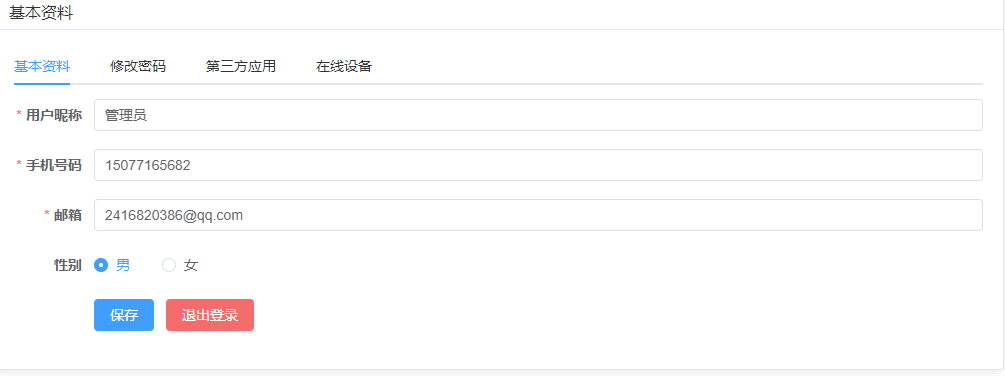 基本资料
基本资料 修改密码 第三方应用 在线设备
* 用户昵称 管理员
* 手机号码 15077165682
* 邮箱 2416820386@qq.com
性别 男 女
保存 退出登录